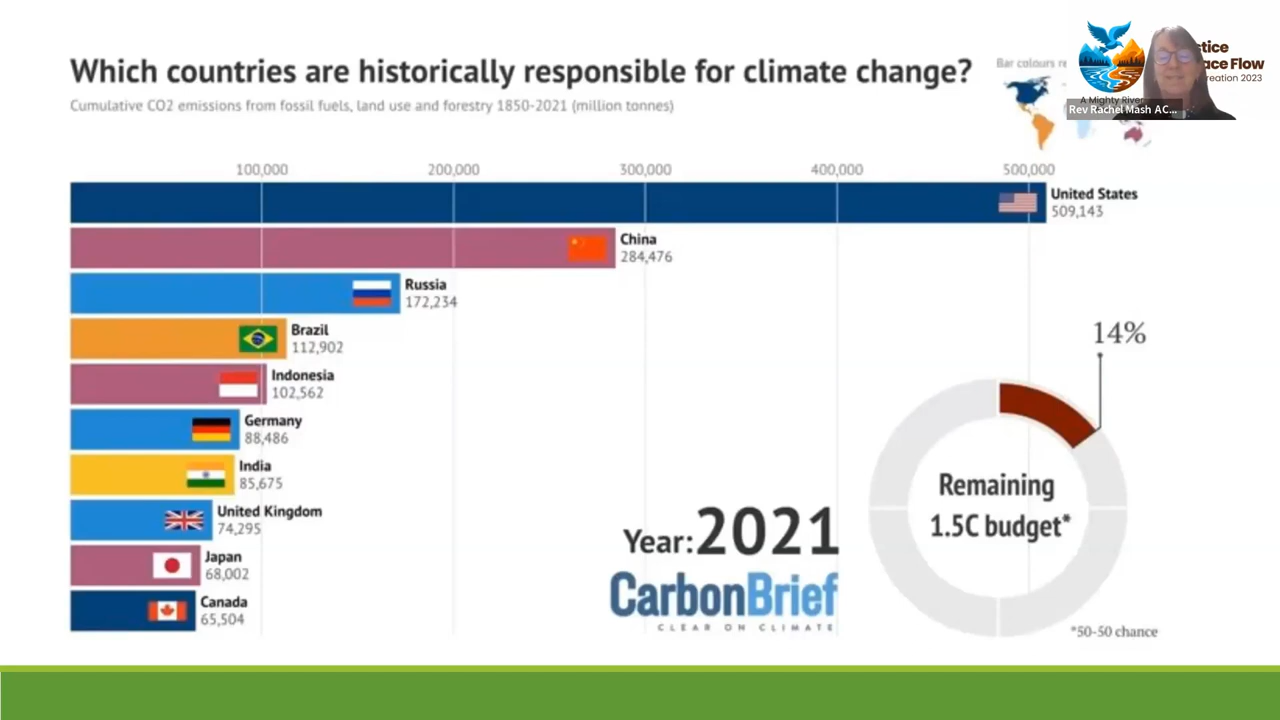 Which countries are historically responsible for climate change?
Cumulative CO2 emissions from fossil fuels, land use and forestry 1850-2021 (million tonnes)
Bar colours re
stice
ace Flow
reation 2023
A Mighty River
Rev Rachel Mash AC...
100,000
200,000
300,000
400,000
500,000
United States
509,143
China
284,476
Russia
172,234
Brazil
112,902
Indonesia
102,562
Germany
88,486
India
85,675
United Kingdom
74,295
Japan
68,002
Canada
65,504
Year: 2021
CarbonBrief
CLEAR ON CLIMATE
14%
Remaining
1.5C budget*
*50-50 chance